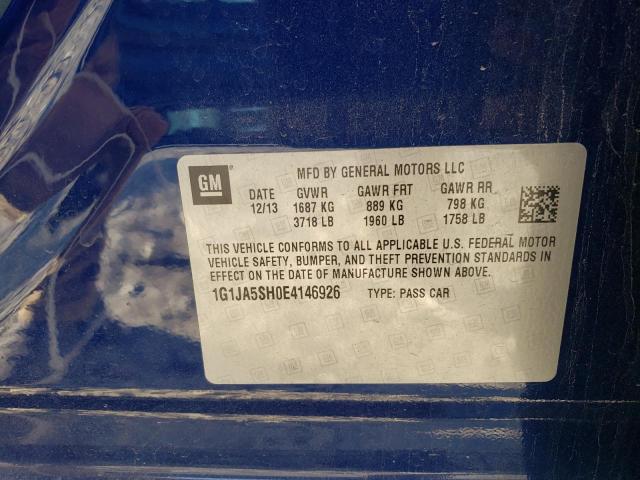 GM
MFD BY GENERAL MOTORS LLC
DATE GVWR GAWR FRT GAWR RR
12/13 1687 KG 889 KG 798 KG
3718 LB 1960 LB 1758 LB
THIS VEHICLE CONFORMS TO ALL APPLICABLE U.S. FEDERAL MOTOR
VEHICLE SAFETY, BUMPER, AND THEFT PREVENTION STANDARDS IN
EFFECT ON THE DATE OF MANUFACTURE SHOWN ABOVE.
1G1JA5SH0E4146926 TYPE: PASS CAR